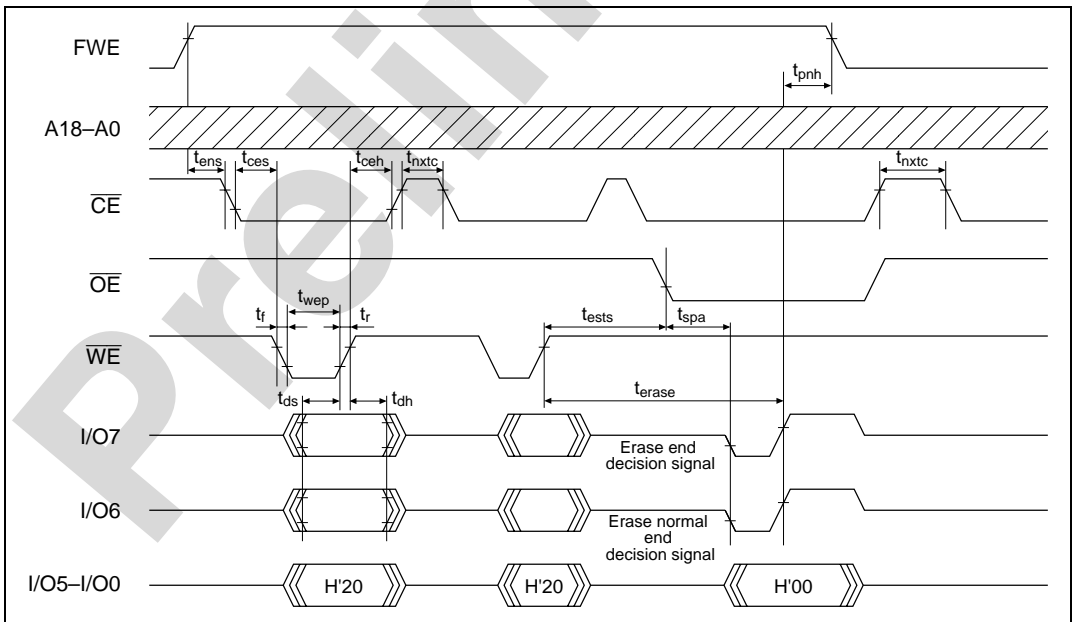 FWE
tpnh
A18–A0
tens
tces
tceh
tnxtc
tnxtc
CE
OE
twep
tf
tr
tests
tspa
WE
terase
tds
tdh
I/O7
Erase end
decision signal
I/O6
Erase normal
end
decision signal
I/O5–I/O0
H'20
H'20
H'00